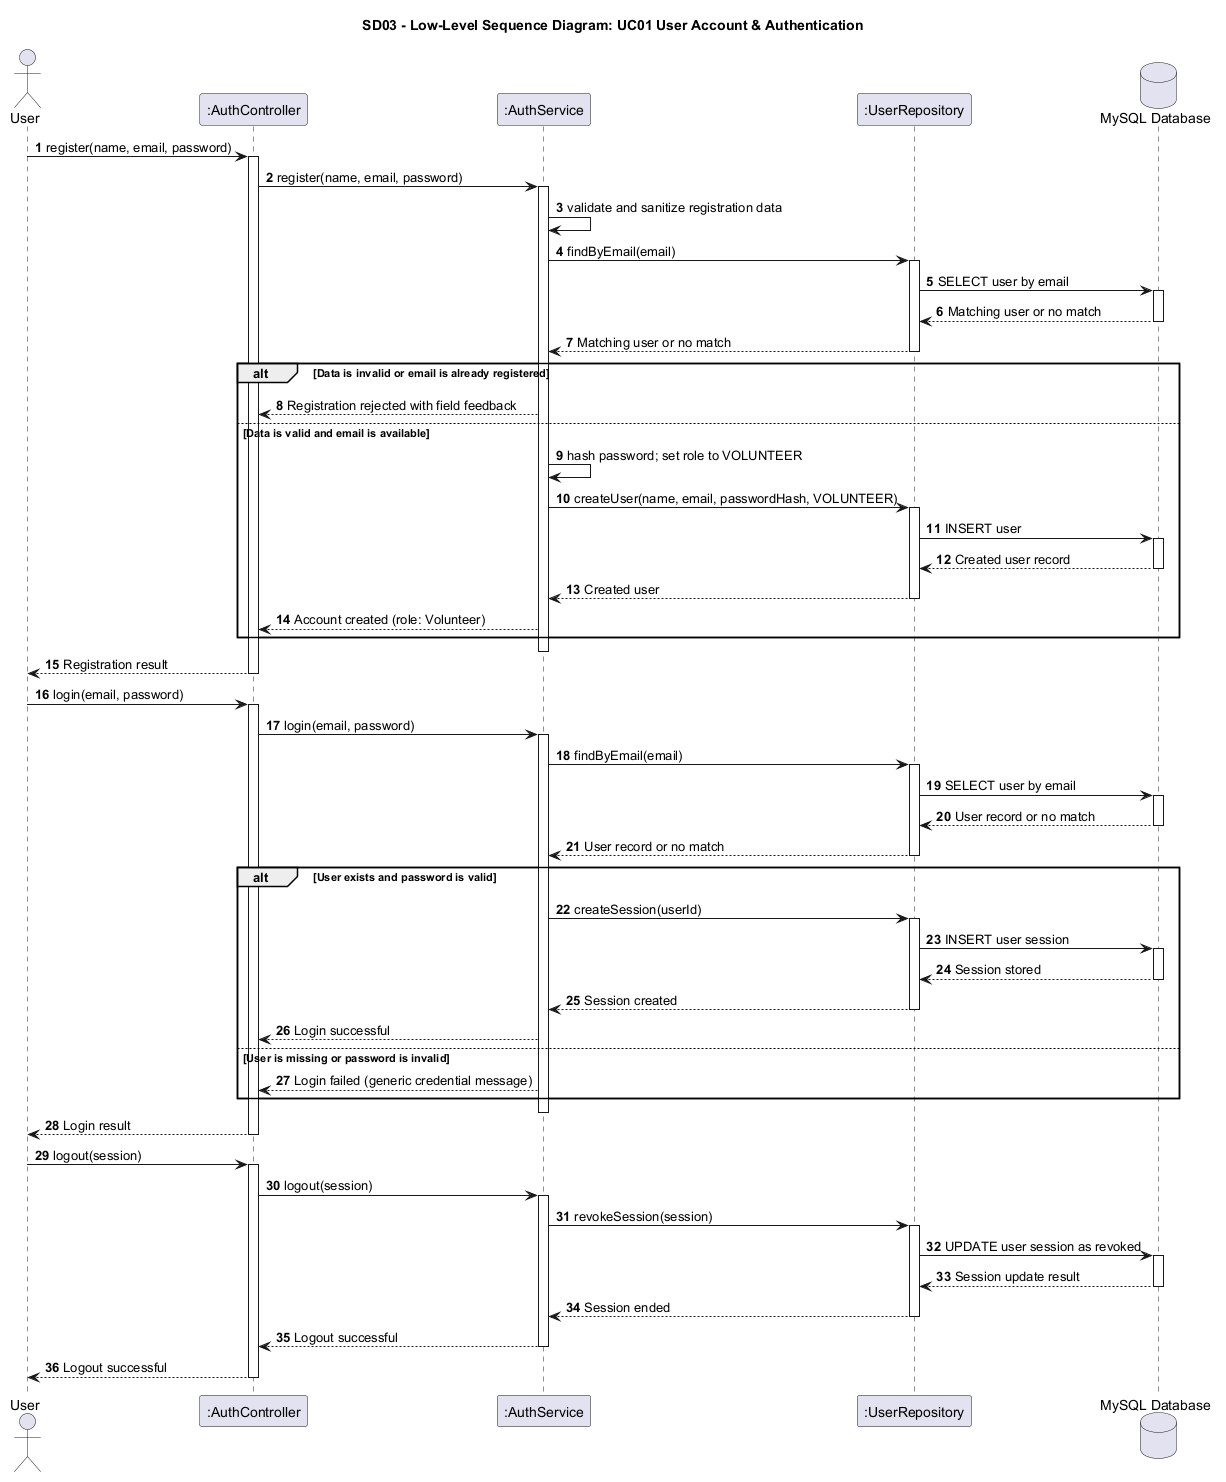 SD03 - Low-Level Sequence Diagram: UC01 User Account & Authentication
User
:AuthController
:AuthService
:UserRepository
MySQL Database
1 register(name, email, password)
2 register(name, email, password)
3 validate and sanitize registration data
4 findByEmail(email)
5 SELECT user by email
6 Matching user or no match
7 Matching user or no match
alt [Data is invalid or email is already registered]
8 Registration rejected with field feedback
[Data is valid and email is available]
9 hash password; set role to VOLUNTEER
10 createUser(name, email, passwordHash, VOLUNTEER)
11 INSERT user
12 Created user record
13 Created user
14 Account created (role: Volunteer)
15 Registration result
16 login(email, password)
17 login(email, password)
18 findByEmail(email)
19 SELECT user by email
20 User record or no match
21 User record or no match
alt [User exists and password is valid]
22 createSession(userId)
23 INSERT user session
24 Session stored
25 Session created
26 Login successful
[User is missing or password is invalid]
27 Login failed (generic credential message)
28 Login result
29 logout(session)
30 logout(session)
31 revokeSession(session)
32 UPDATE user session as revoked
33 Session update result
34 Session ended
35 Logout successful
36 Logout successful
User
:AuthController
:AuthService
:UserRepository
MySQL Database